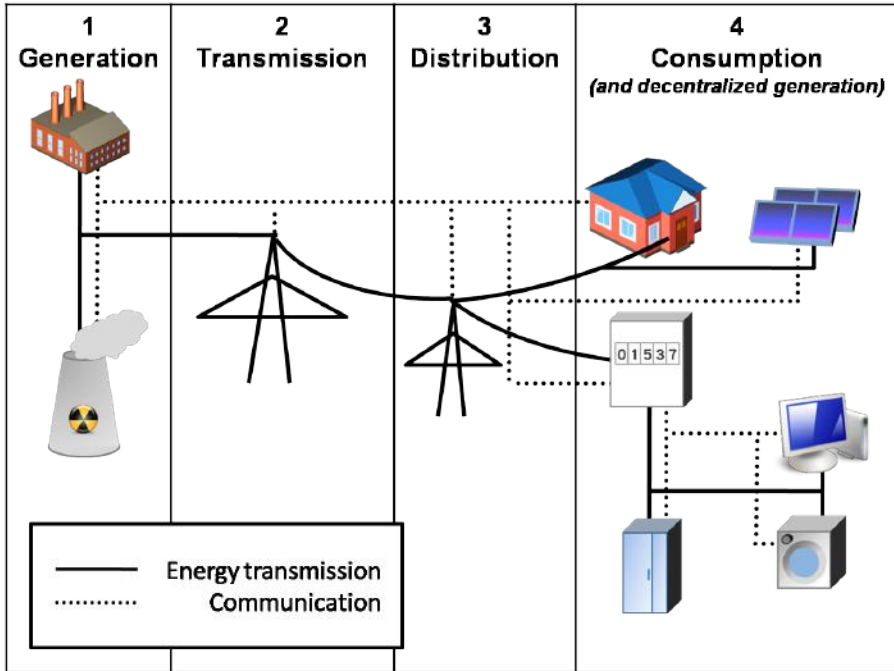 1
Generation
2
Transmission
3
Distribution
4
Consumption
(and decentralized generation)
01537
Energy transmission
Communication